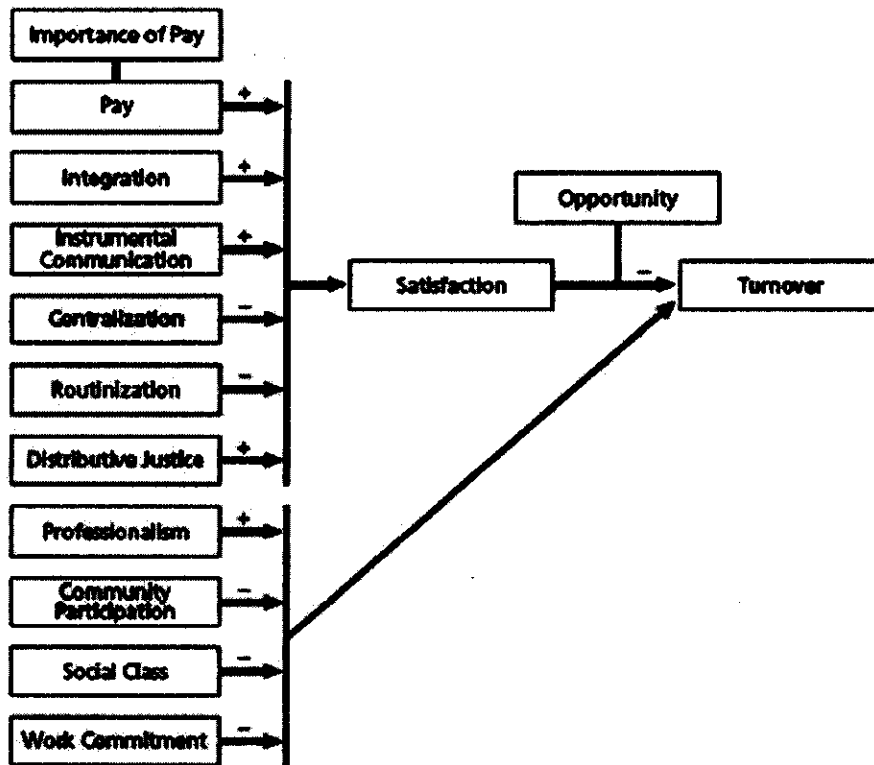 Importance of Pay
+
Pay
+
Integration
Opportunity
+
Instrumental
Communication
Satisfaction
−
Turnover
−
Centralization
−
Routinization
+
Distributive Justice
+
Professionalism
−
Community
Participation
−
Social Class
−
Work Commitment